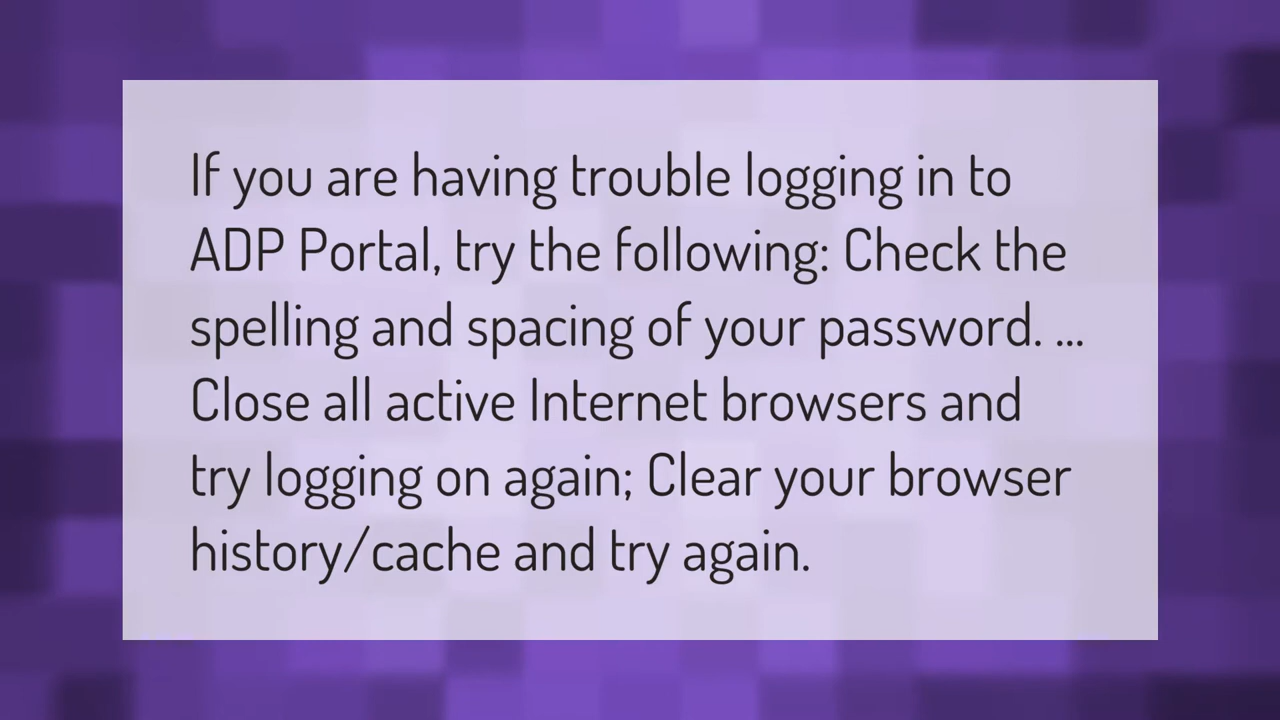 If you are having trouble logging in to
ADP Portal, try the following: Check the
spelling and spacing of your password. ...
Close all active Internet browsers and
try logging on again; Clear your browser
history/cache and try again.